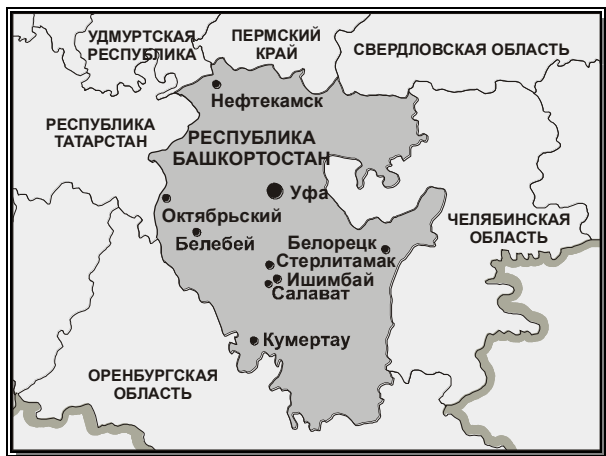 УДМУРТСКАЯ
РЕСПУБЛИКА
ПЕРМСКИЙ
КРАЙ
СВЕРДЛОВСКАЯ ОБЛАСТЬ
Нефтекамск
РЕСПУБЛИКА
ТАТАРСТАН
РЕСПУБЛИКА
БАШКОРТОСТАН
Уфа
Октябрьский
Белебей
Белорецк
ЧЕЛЯБИНСКАЯ
ОБЛАСТЬ
Стерлитамак
Ишимбай
Салават
Кумертау
ОРЕНБУРГСКАЯ
ОБЛАСТЬ